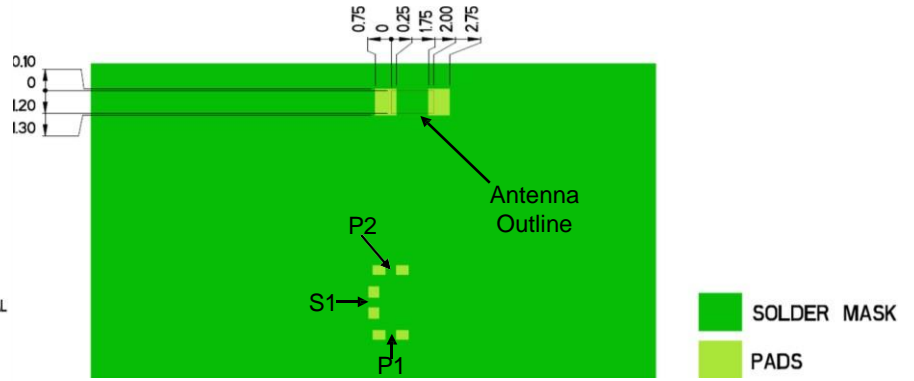 0.75 0 0.25 1.75 2.00 2.75
0.10
0
1.20
1.30
Antenna
Outline
P2
S1
P1
L
SOLDER MASK
PADS